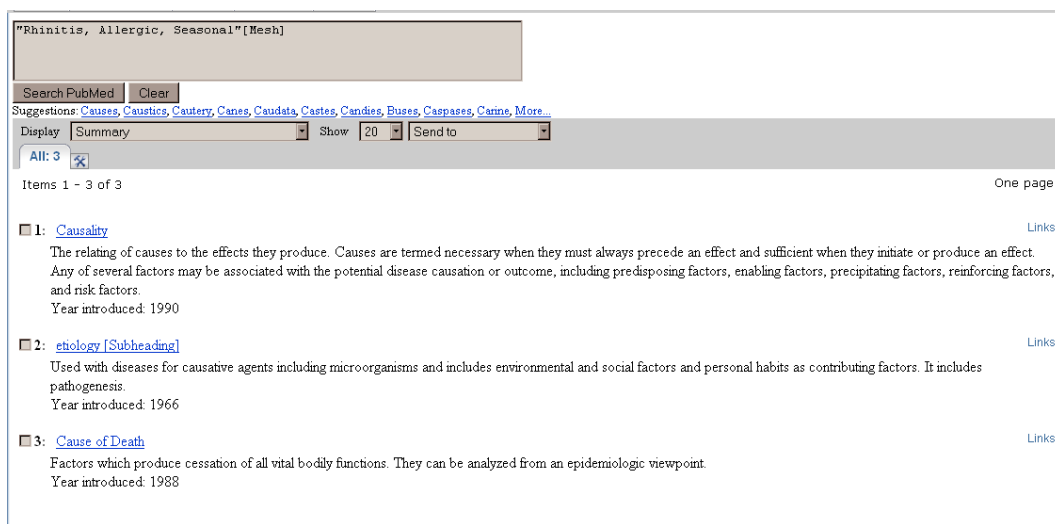 "Rhinitis, Allergic, Seasonal"[Mesh]
Search PubMed Clear
Suggestions: Causes, Caustics, Cautery, Canes, Caudata, Castes, Candies, Buses, Caspases, Carine, More...
Display Summary Show 20 Send to
All: 3
Items 1 - 3 of 3 One page
1: Causality Links
The relating of causes to the effects they produce. Causes are termed necessary when they must always precede an effect and sufficient when they initiate or produce an effect.
Any of several factors may be associated with the potential disease causation or outcome, including predisposing factors, enabling factors, precipitating factors, reinforcing factors,
and risk factors.
Year introduced: 1990
2: etiology [Subheading] Links
Used with diseases for causative agents including microorganisms and includes environmental and social factors and personal habits as contributing factors. It includes
pathogenesis.
Year introduced: 1966
3: Cause of Death Links
Factors which produce cessation of all vital bodily functions. They can be analyzed from an epidemiologic viewpoint.
Year introduced: 1988